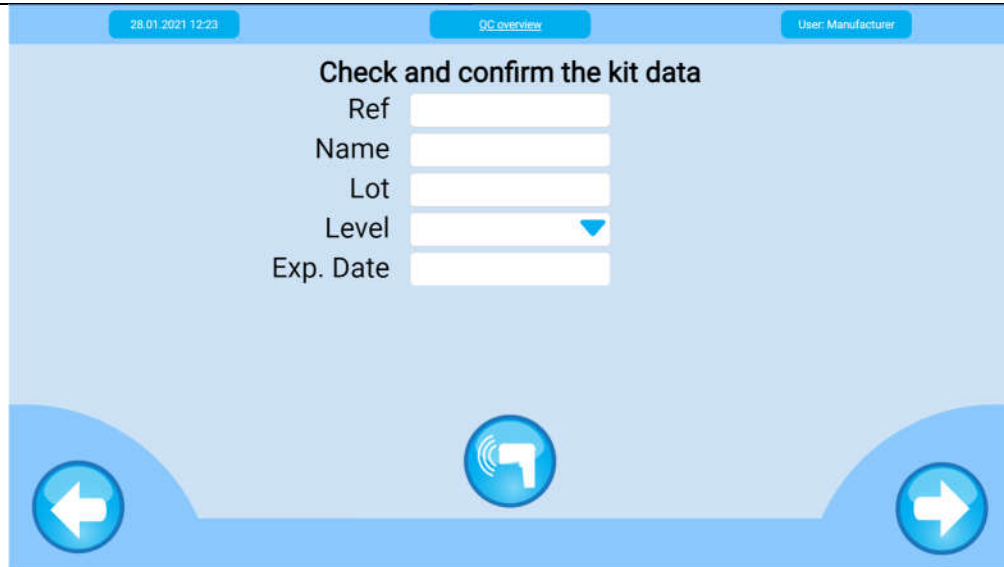 28.01.2021 12:23
QC overview
User: Manufacturer
Check and confirm the kit data
Ref
Name
Lot
Level
Exp. Date